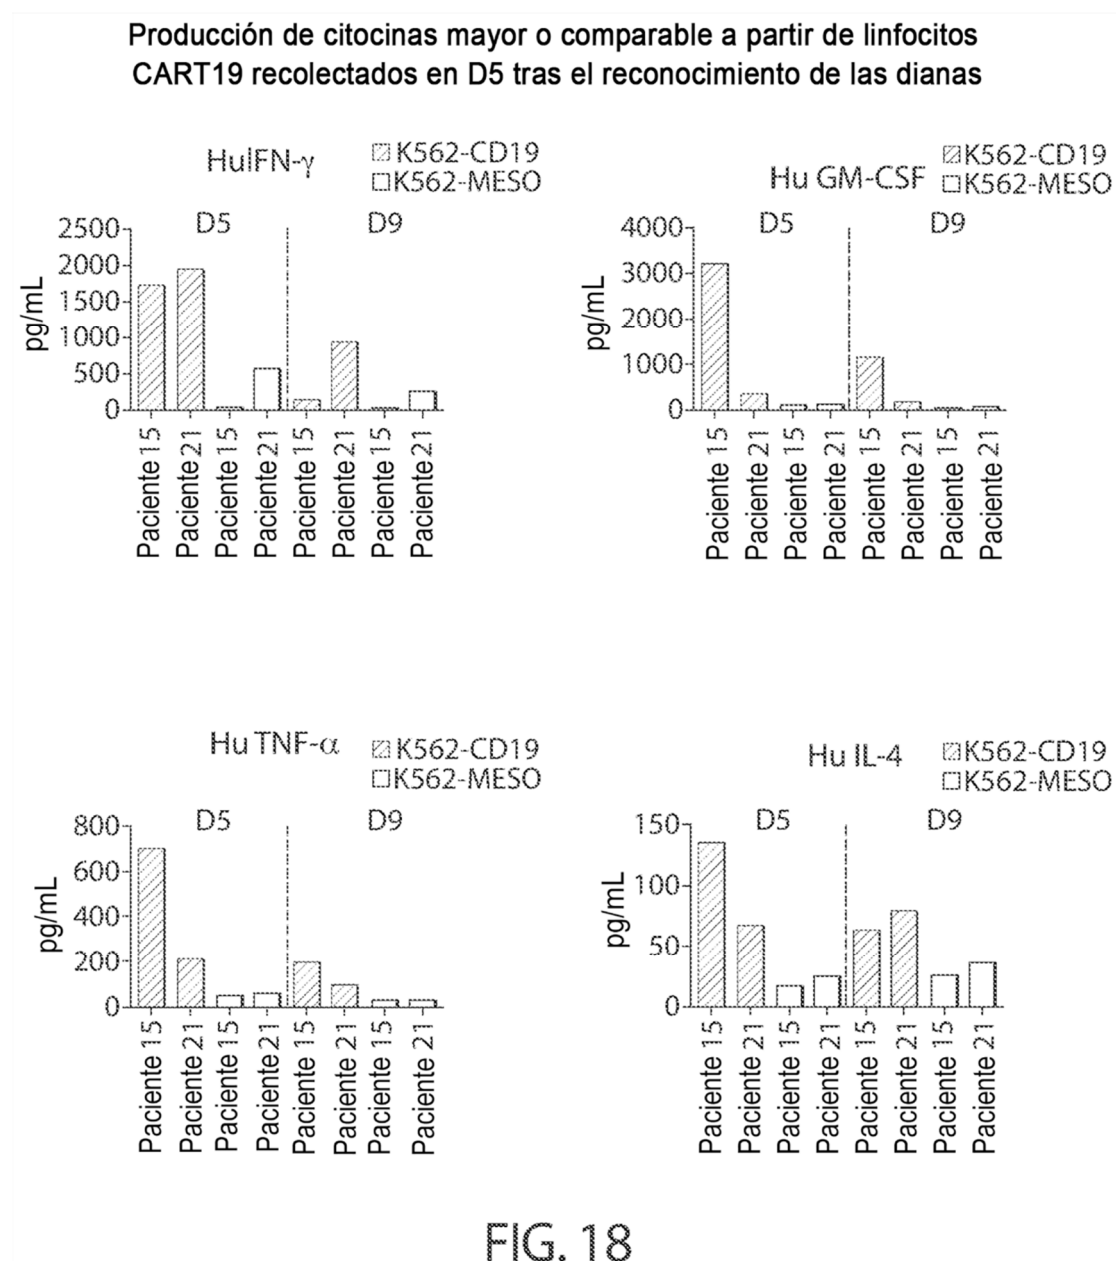 Producción de citocinas mayor o comparable a partir de linfocitos
CART19 recolectados en D5 tras el reconocimiento de las dianas
HuIFN-γ
K562-CD19
K562-MESO
D5
D9
2500
2000
1500
1000
500
0
pg/mL
Paciente 15
Paciente 21
Paciente 15
Paciente 21
Paciente 15
Paciente 21
Paciente 15
Paciente 21
Hu GM-CSF
K562-CD19
K562-MESO
D5
D9
4000
3000
2000
1000
0
pg/mL
Paciente 15
Paciente 21
Paciente 15
Paciente 21
Paciente 15
Paciente 21
Paciente 15
Paciente 21
Hu TNF-α
K562-CD19
K562-MESO
D5
D9
800
600
400
200
0
pg/mL
Paciente 15
Paciente 21
Paciente 15
Paciente 21
Paciente 15
Paciente 21
Paciente 15
Paciente 21
Hu IL-4
K562-CD19
K562-MESO
D5
D9
150
100
50
0
pg/mL
Paciente 15
Paciente 21
Paciente 15
Paciente 21
Paciente 15
Paciente 21
Paciente 15
Paciente 21
FIG. 18